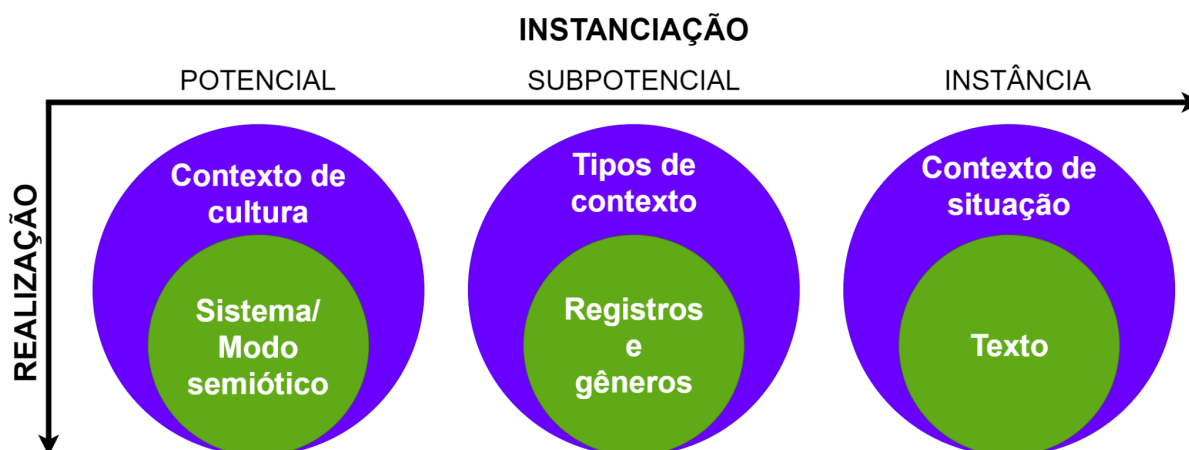 INSTANCIAÇÃO
POTENCIAL
SUBPOTENCIAL
INSTÂNCIA
REALIZAÇÃO
Contexto de
cultura
Sistema/
Modo
semiótico
Tipos de
contexto
Registros
e
gêneros
Contexto de
situação
Texto